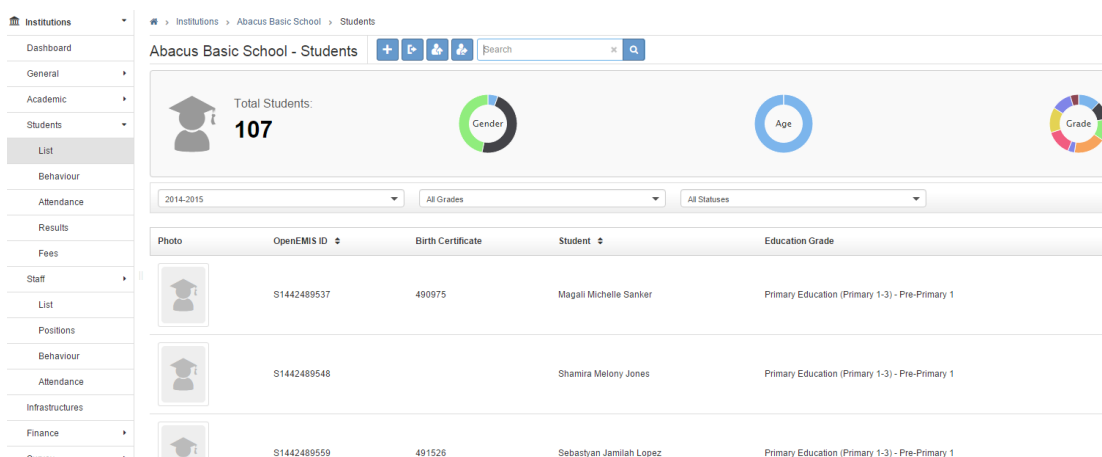 Institutions
Dashboard
General
Academic
Students
List
Behaviour
Attendance
Results
Fees
Staff
List
Positions
Behaviour
Attendance
Infrastructures
Finance
Institutions > Abacus Basic School > Students
Abacus Basic School - Students
Search
Total Students:
107
Gender
Age
Grade
2014-2015 All Grades All Statuses
Photo OpenEMIS ID Birth Certificate Student Education Grade
S1442489537 490975 Magali Michelle Sanker Primary Education (Primary 1-3) - Pre-Primary 1
S1442489548 Shamira Melony Jones Primary Education (Primary 1-3) - Pre-Primary 1
S1442489559 491526 Sebastyan Jamilah Lopez Primary Education (Primary 1-3) - Pre-Primary 1